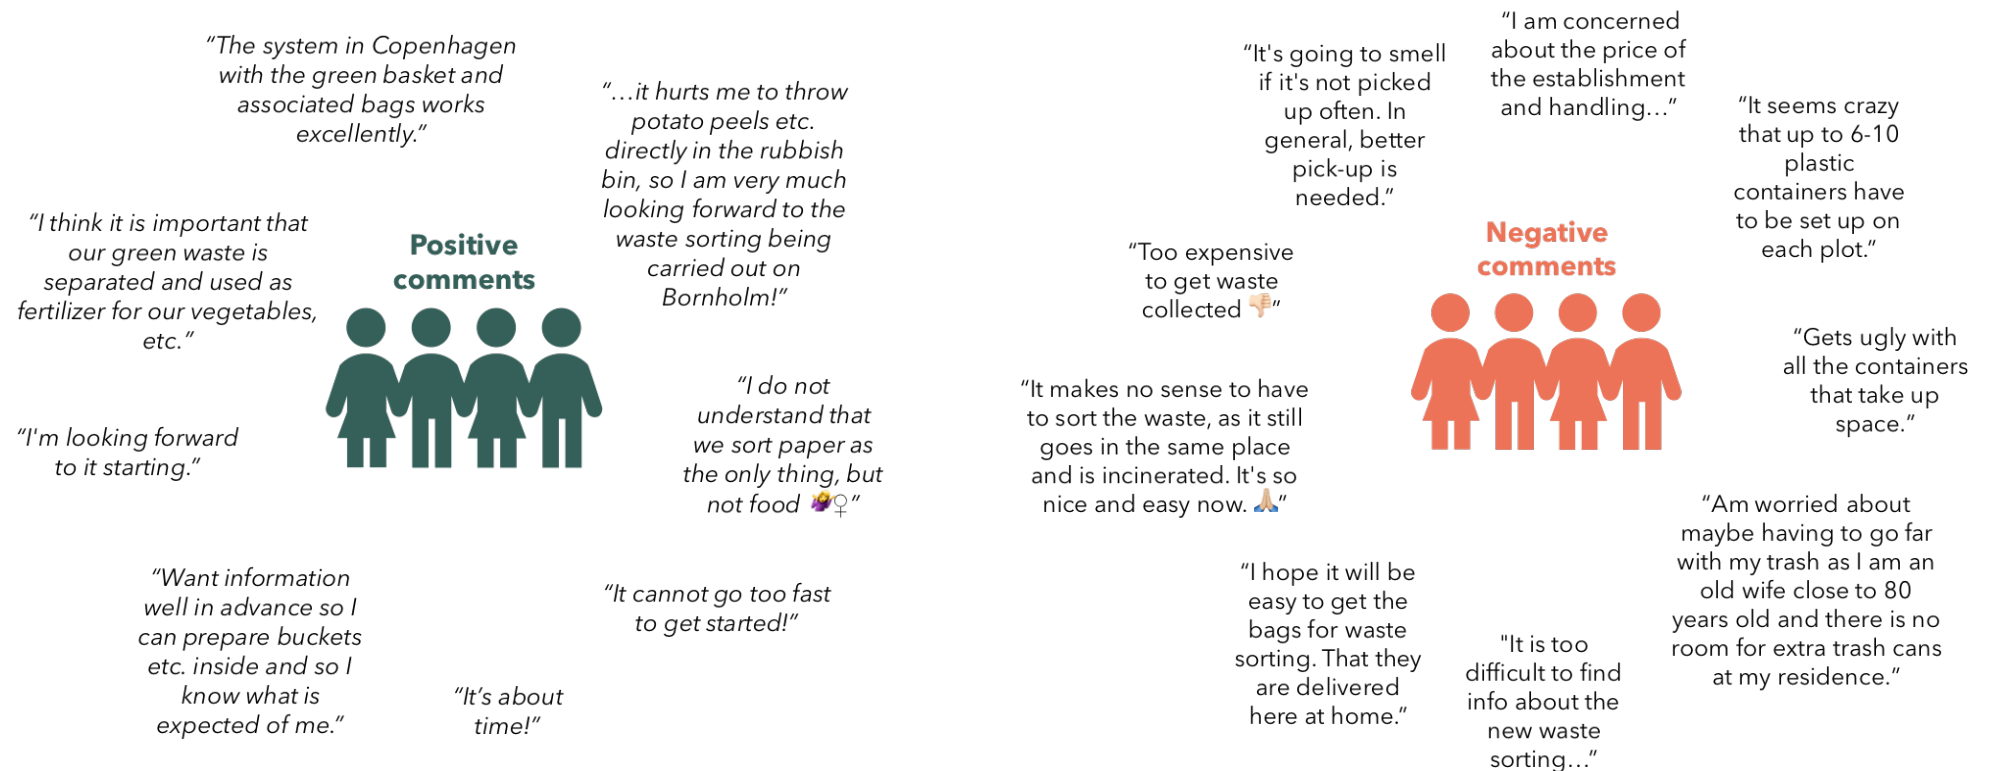 “The system in Copenhagen
with the green basket and
associated bags works
excellently.”
“…it hurts me to throw
potato peels etc.
directly in the rubbish
bin, so I am very much
looking forward to the
waste sorting being
carried out on
Bornholm!”
“I think it is important that
our green waste is
separated and used as
fertilizer for our vegetables,
etc.”
Positive
comments
“I do not
understand that
we sort paper as
the only thing, but
not food 🤷‍♀”
“I'm looking forward
to it starting.”
“Want information
well in advance so I
can prepare buckets
etc. inside and so I
know what is
expected of me.”
“It cannot go too fast
to get started!”
“It’s about
time!”
“It's going to smell
if it's not picked
up often. In
general, better
pick-up is
needed.”
“I am concerned
about the price of
the establishment
and handling…”
“It seems crazy
that up to 6-10
plastic
containers have
to be set up on
each plot.”
“Too expensive
to get waste
collected 👎🏻”
Negative
comments
“Gets ugly with
all the containers
that take up
space.”
“It makes no sense to have
to sort the waste, as it still
goes in the same place
and is incinerated. It's so
nice and easy now. 🙏🏼”
“Am worried about
maybe having to go far
with my trash as I am an
old wife close to 80
years old and there is no
room for extra trash cans
at my residence.”
“I hope it will be
easy to get the
bags for waste
sorting. That they
are delivered
here at home.”
"It is too
difficult to find
info about the
new waste
sorting…”